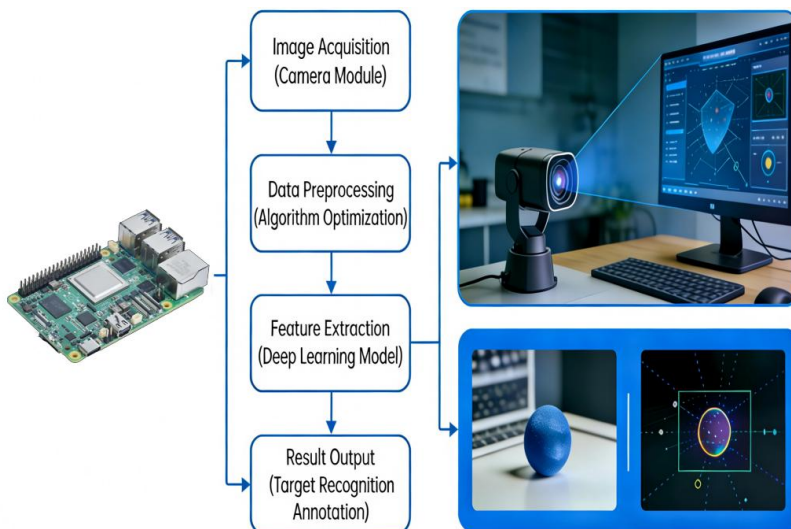 Image Acquisition
(Camera Module)
Data Preprocessing
(Algorithm Optimization)
Feature Extraction
(Deep Learning Model)
Result Output
(Target Recognition
Annotation)